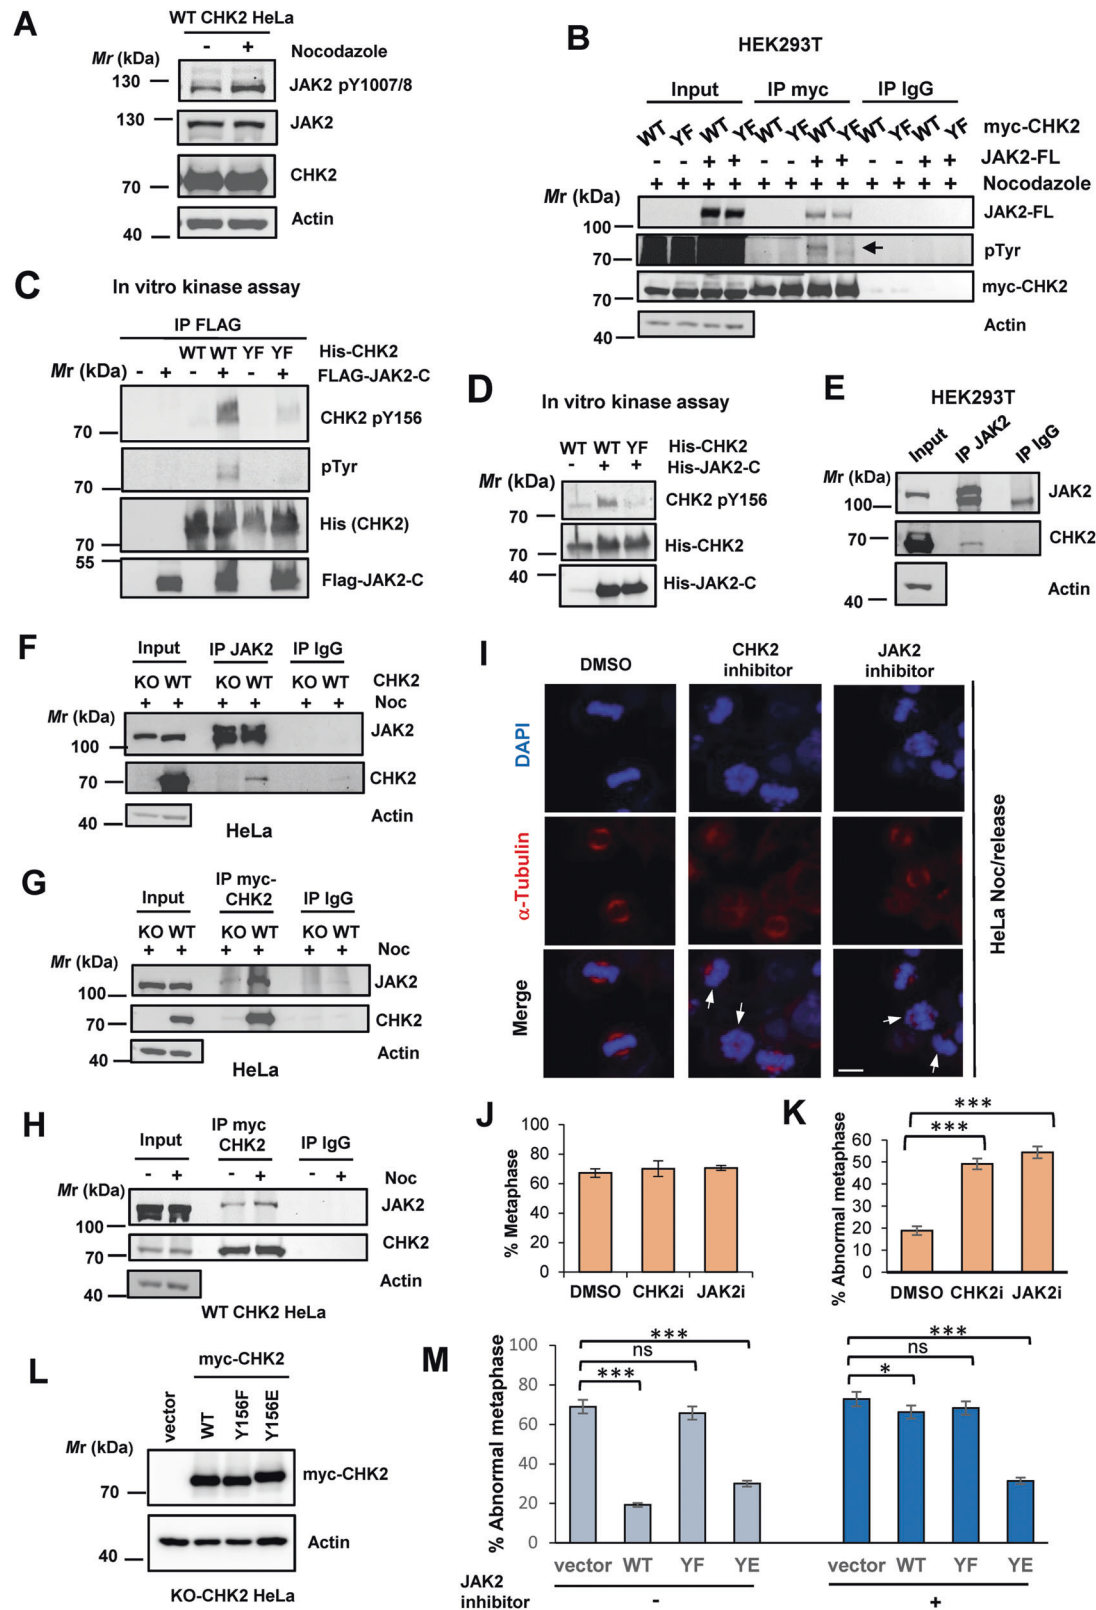 A
WT CHK2 HeLa
- + Nocodazole
Mr (kDa)
130 JAK2 pY1007/8
130 JAK2
70 CHK2
40 Actin
B
HEK293T
Input IP myc IP IgG
WT YF WT YF WT YF WT YF WT YF WT YF myc-CHK2
- - + + - - + + - - + + JAK2-FL
+ + + + + + + + + + + + Nocodazole
Mr (kDa)
100 JAK2-FL
70 pTyr
70 myc-CHK2
40 Actin
C
In vitro kinase assay
IP FLAG
WT WT YF YF His-CHK2
Mr (kDa) - + - + - + FLAG-JAK2-C
70 CHK2 pY156
70 pTyr
70 His (CHK2)
55 Flag-JAK2-C
D
In vitro kinase assay
WT WT YF His-CHK2
- + + His-JAK2-C
Mr (kDa)
70 CHK2 pY156
70 His-CHK2
40 His-JAK2-C
E
HEK293T
Input IP JAK2 IP IgG
Mr (kDa)
100 JAK2
70 CHK2
40 Actin
F
Input IP JAK2 IP IgG
KO WT KO WT KO WT CHK2
+ + + + + + Noc
Mr (kDa)
100 JAK2
70 CHK2
40 Actin
HeLa
G
Input IP myc-CHK2 IP IgG
KO WT KO WT KO WT
+ + + + + + Noc
Mr (kDa)
100 JAK2
70 CHK2
40 Actin
HeLa
H
Input IP myc CHK2 IP IgG
- + - + - + Noc
Mr (kDa)
100 JAK2
70 CHK2
40 Actin
WT CHK2 HeLa
I
DMSO CHK2 inhibitor JAK2 inhibitor
DAPI
α-Tubulin
Merge
HeLa Noc/release
J
% Metaphase
100
80
60
40
20
0
DMSO CHK2i JAK2i
K
% Abnormal metaphase
***
***
60
50
40
30
20
10
0
DMSO CHK2i JAK2i
L
myc-CHK2
vector WT Y156F Y156E
Mr (kDa)
70 myc-CHK2
40 Actin
KO-CHK2 HeLa
M
% Abnormal metaphase
100
80
60
40
20
0
*** ***
ns ns
*** *
vector WT YF YE vector WT YF YE
JAK2 inhibitor - +